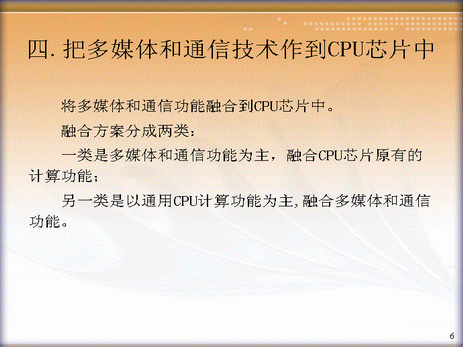 四.把多媒体和通信技术作到CPU芯片中
将多媒体和通信功能融合到CPU芯片中。
融合方案分成两类:
一类是多媒体和通信功能为主，融合CPU芯片原有的
计算功能;
另一类是以通用CPU计算功能为主,融合多媒体和通信
功能。
6